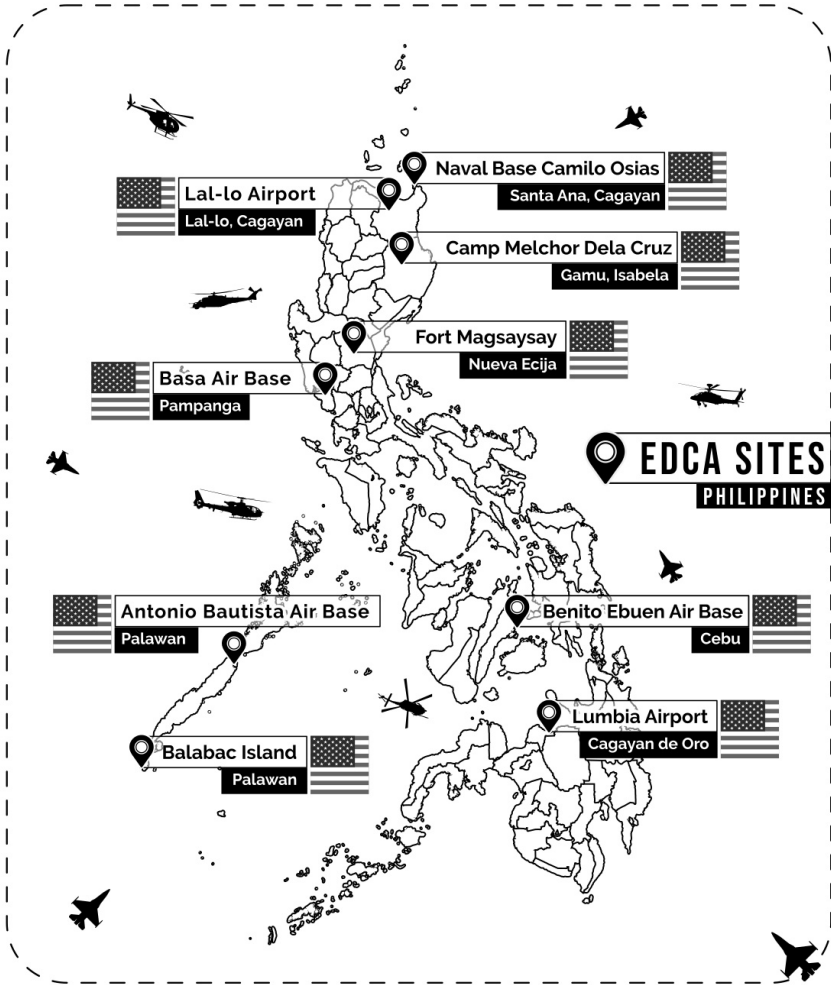 Naval Base Camilo Osias
Santa Ana, Cagayan
Lal-lo Airport
Lal-lo, Cagayan
Camp Melchor Dela Cruz
Gamu, Isabela
Fort Magsaysay
Nueva Ecija
Basa Air Base
Pampanga
EDCA SITES
PHILIPPINES
Antonio Bautista Air Base
Palawan
Benito Ebuen Air Base
Cebu
Lumbia Airport
Cagayan de Oro
Balabac Island
Palawan